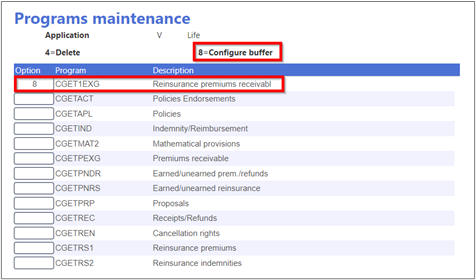 Programs maintenance
Application V Life
4=Delete 8=Configure buffer
Option Program Description
8 CGET1EXG Reinsurance premiums receivabl
CGETACT Policies Endorsements
CGETAPL Policies
CGETIND Indemnity/Reimbursement
CGETMAT2 Mathematical provisions
CGETPEXG Premiums receivable
CGETPNDR Earned/unearned prem./refunds
CGETPNRS Earned/unearned reinsurance
CGETPRP Proposals
CGETREC Receipts/Refunds
CGETREN Cancellation rights
CGETRS1 Reinsurance premiums
CGETRS2 Reinsurance indemnities